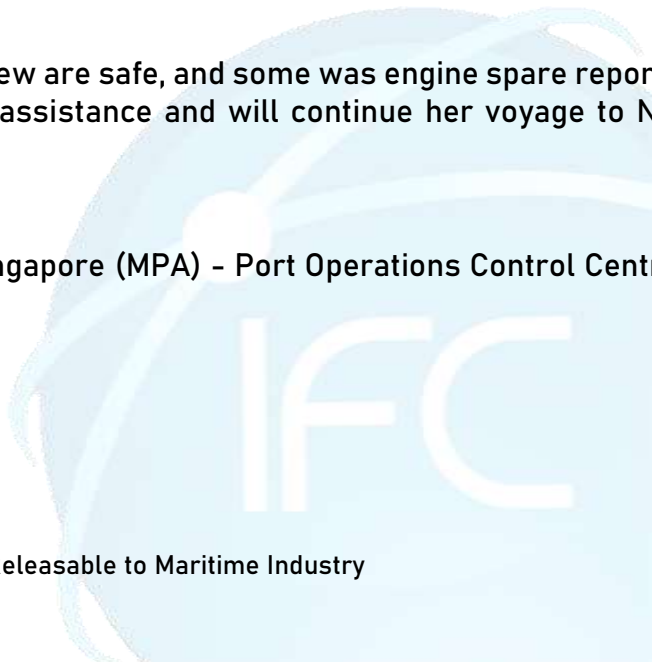 ew are safe, and some was engine spare repor
assistance and will continue her voyage to N
ngapore (MPA) - Port Operations Control Centr
IFC
eleasable to Maritime Industry